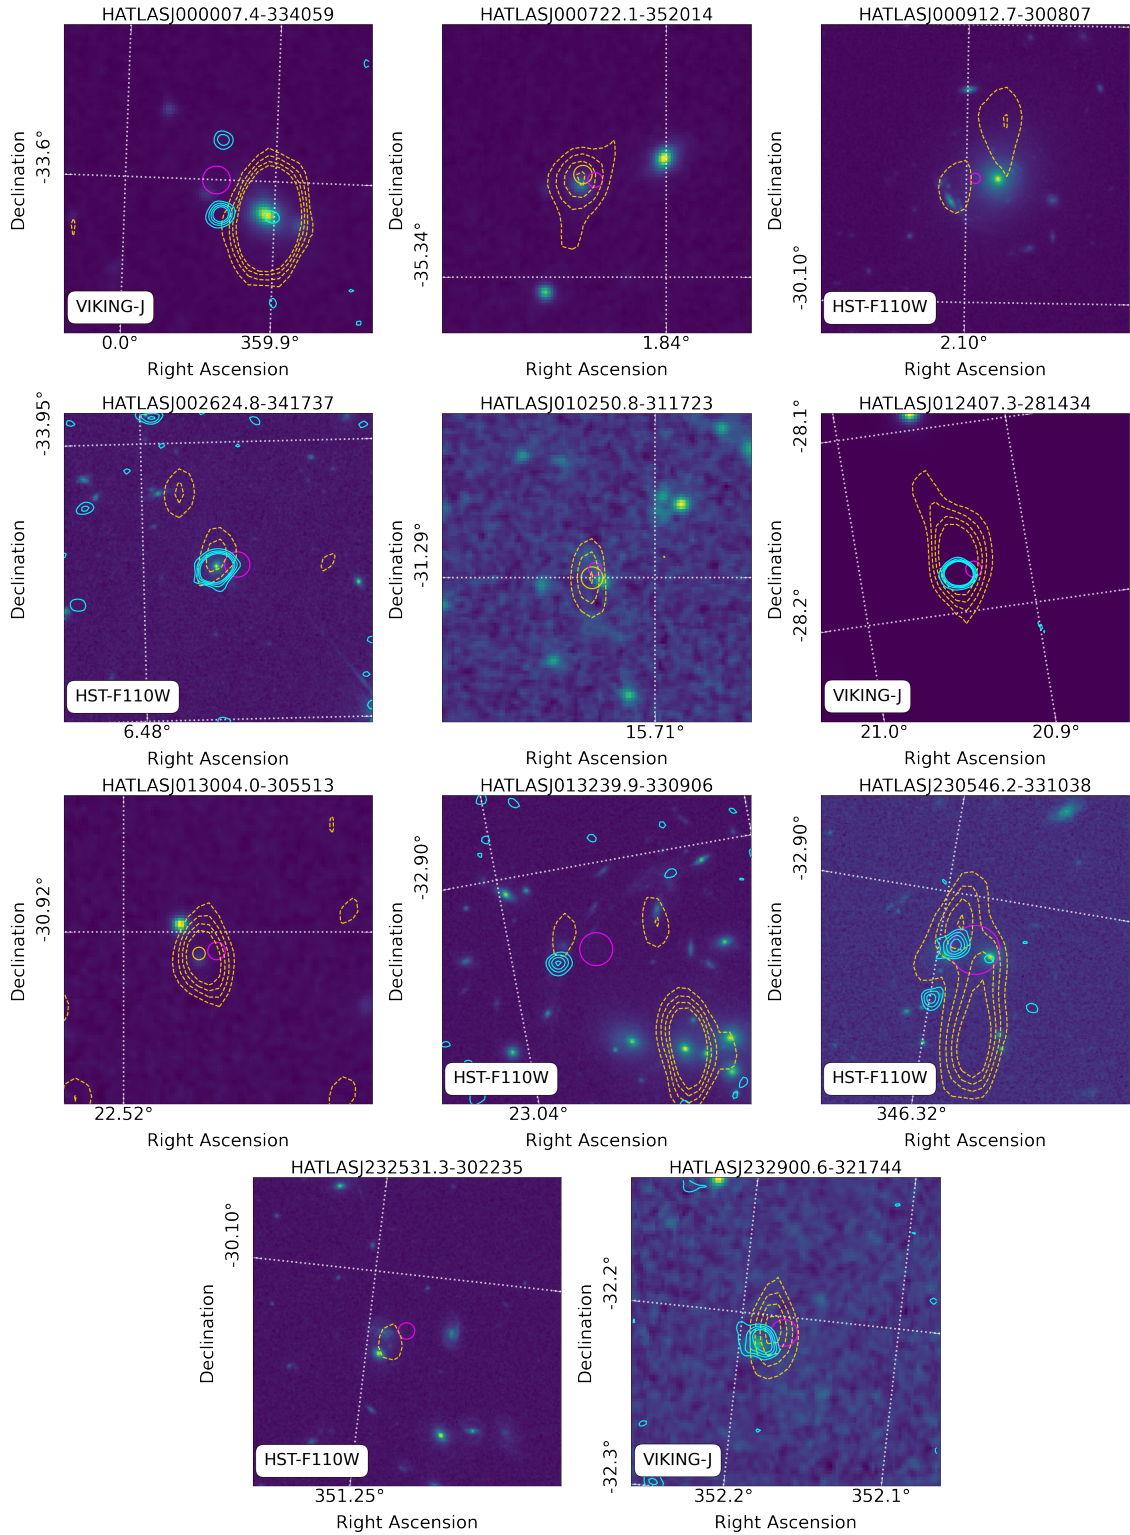 HATLASJ000007.4-334059
HATLASJ000722.1-352014
HATLASJ000912.7-300807
Declination
-33.6°
VIKING-J
0.0°
359.9°
Right Ascension
Declination
-35.34°
1.84°
Right Ascension
Declination
-30.10°
HST-F110W
2.10°
Right Ascension
HATLASJ002624.8-341737
HATLASJ010250.8-311723
HATLASJ012407.3-281434
Declination
-33.95°
HST-F110W
6.48°
Right Ascension
Declination
-31.29°
15.71°
Right Ascension
Declination
-28.1°
-28.2°
VIKING-J
21.0°
20.9°
Right Ascension
HATLASJ013004.0-305513
HATLASJ013239.9-330906
HATLASJ230546.2-331038
Declination
-30.92°
22.52°
Right Ascension
Declination
-32.90°
HST-F110W
23.04°
Right Ascension
Declination
-32.90°
HST-F110W
346.32°
Right Ascension
HATLASJ232531.3-302235
HATLASJ232900.6-321744
Declination
-30.10°
HST-F110W
351.25°
Right Ascension
Declination
-32.2°
-32.3°
VIKING-J
352.2°
352.1°
Right Ascension